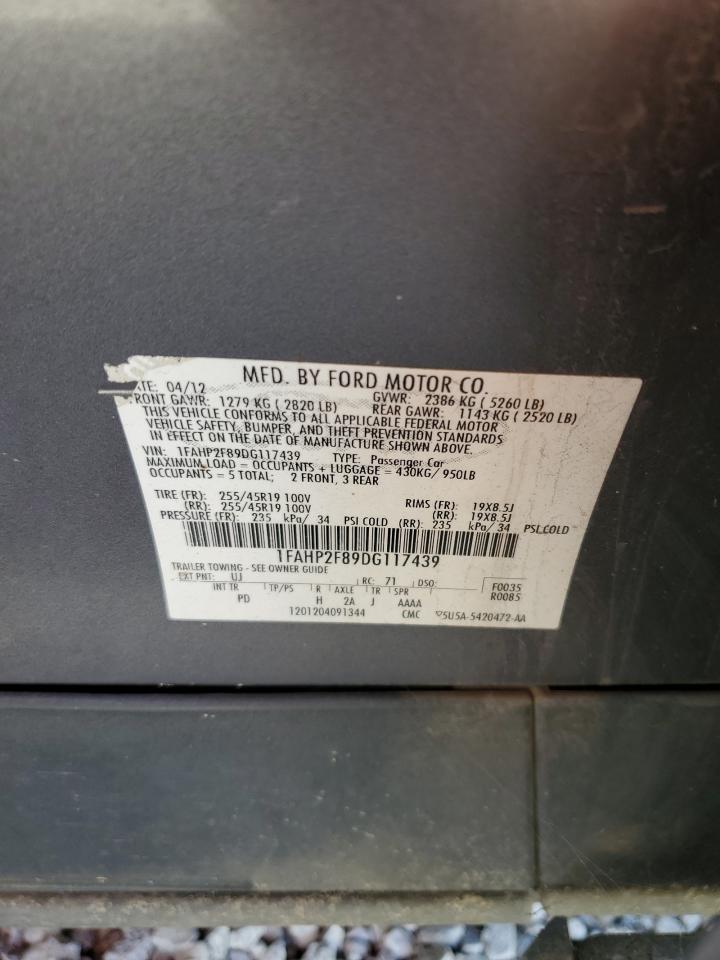 MFD. BY FORD MOTOR CO.
ATE: 04/12 GVWR: 2386 KG ( 5260 LB)
FRONT GAWR: 1279 KG ( 2820 LB) REAR GAWR: 1143 KG ( 2520 LB)
THIS VEHICLE CONFORMS TO ALL APPLICABLE FEDERAL MOTOR
VEHICLE SAFETY, BUMPER, AND THEFT PREVENTION STANDARDS
IN EFFECT ON THE DATE OF MANUFACTURE SHOWN ABOVE.
VIN: 1FAHP2F89DG117439 TYPE: Passenger Car
MAXIMUM LOAD = OCCUPANTS + LUGGAGE = 430KG/ 950LB
OCCUPANTS = 5 TOTAL; 2 FRONT, 3 REAR
TIRE (FR): 255/45R19 100V RIMS (FR): 19X8.5J
(RR): 255/45R19 100V (RR): 19X8.5J
PRESSURE (FR): 235 kPa/ 34 PSI COLD (RR): 235 kPa/ 34 PSI COLD
1FAHP2F89DG117439
TRAILER TOWING - SEE OWNER GUIDE
EXT PNT: UJ RC: 71 DSO: F0035
INT TR TP/PS R AXLE TR SPR R0085
PD H 2A J AAAA
1201204091344 CMC 5U5A-5420472-AA